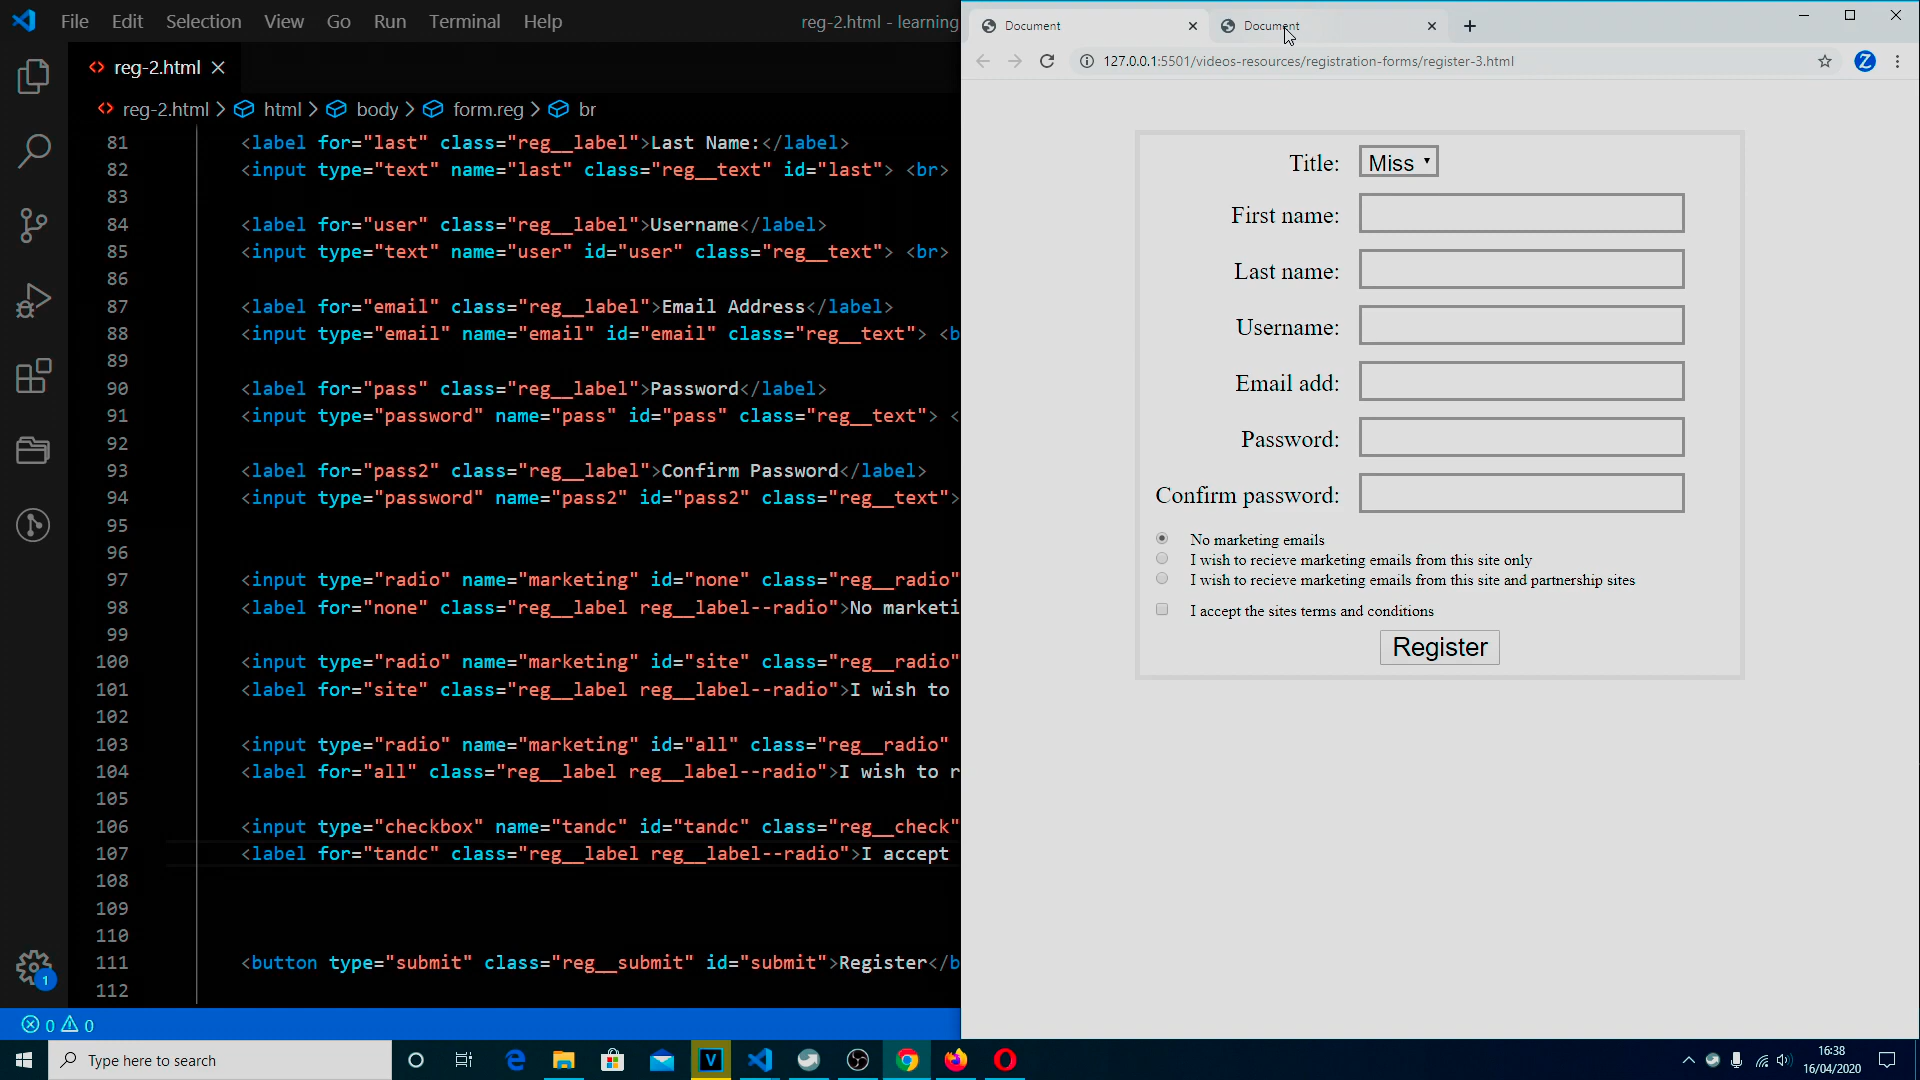 File Edit Selection View Go Run Terminal Help
reg-2.html - learning
reg-2.html
reg-2.html > html > body > form.reg > br
81 <label for="last" class="reg__label">Last Name:</label>
82 <input type="text" name="last" class="reg__text" id="last"> <br>
83
84 <label for="user" class="reg__label">Username</label>
85 <input type="text" name="user" id="user" class="reg__text"> <br>
86
87 <label for="email" class="reg__label">Email Address</label>
88 <input type="email" name="email" id="email" class="reg__text"> <b
89
90 <label for="pass" class="reg__label">Password</label>
91 <input type="password" name="pass" id="pass" class="reg__text"> <
92
93 <label for="pass2" class="reg__label">Confirm Password</label>
94 <input type="password" name="pass2" id="pass2" class="reg__text">
95
96
97 <input type="radio" name="marketing" id="none" class="reg__radio"
98 <label for="none" class="reg__label reg__label--radio">No marketi
99
100 <input type="radio" name="marketing" id="site" class="reg__radio"
101 <label for="site" class="reg__label reg__label--radio">I wish to
102
103 <input type="radio" name="marketing" id="all" class="reg__radio"
104 <label for="all" class="reg__label reg__label--radio">I wish to r
105
106 <input type="checkbox" name="tandc" id="tandc" class="reg__check"
107 <label for="tandc" class="reg__label reg__label--radio">I accept
108
109
110
111 <button type="submit" class="reg__submit" id="submit">Register</b
112
0 0
1
Document
Document
127.0.0.1:5501/videos-resources/registration-forms/register-3.html
Z
Title: Miss
First name:
Last name:
Username:
Email add:
Password:
Confirm password:
No marketing emails
I wish to recieve marketing emails from this site only
I wish to recieve marketing emails from this site and partnership sites
I accept the sites terms and conditions
Register
Type here to search
V
16:38
16/04/2020